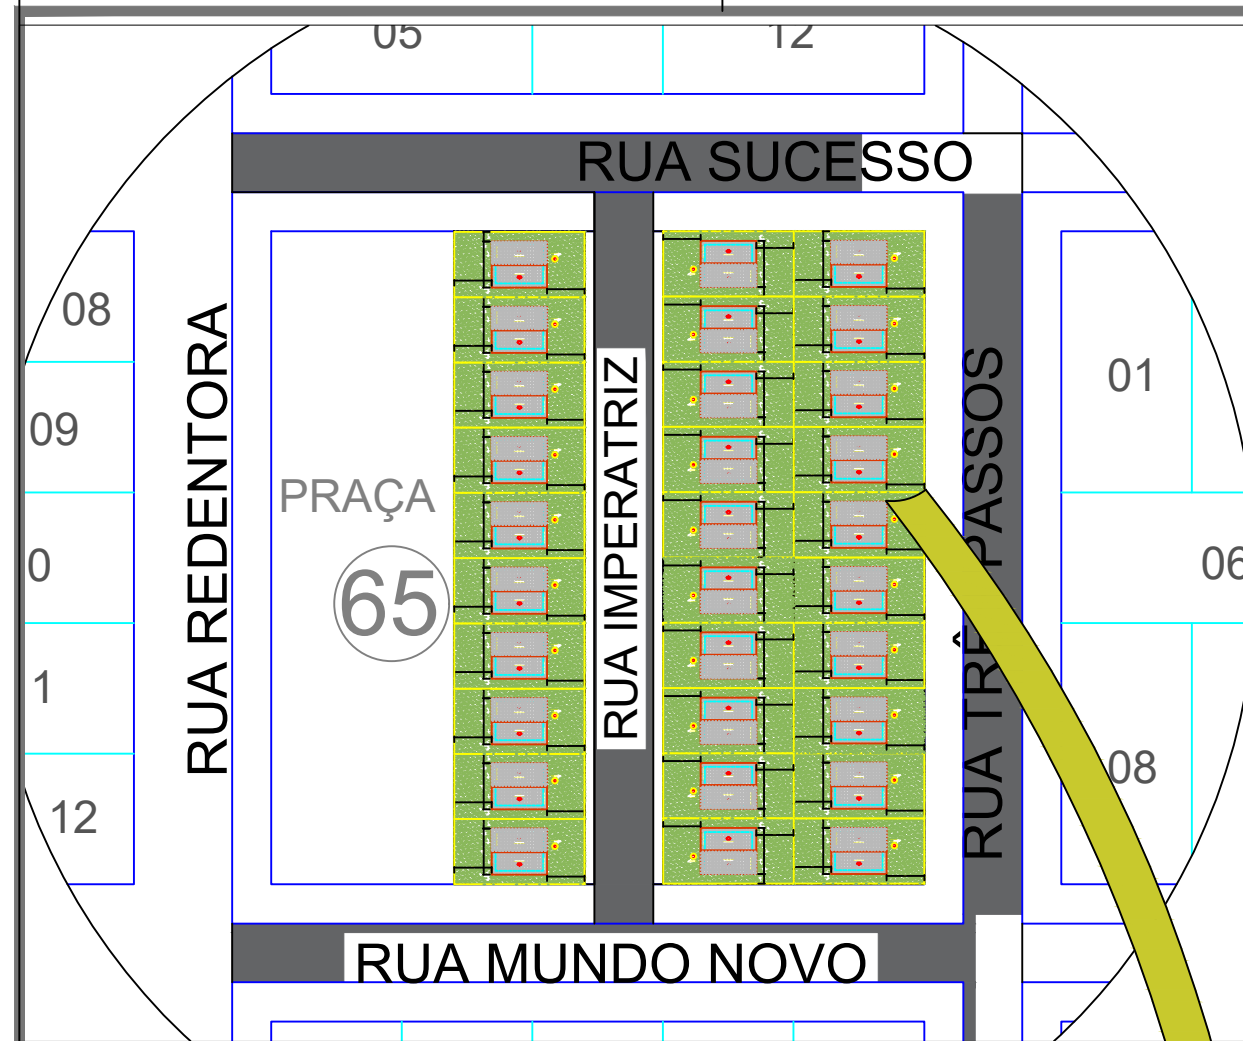 05
12
RUA SUCESSO
08
09
0
1
12
RUA REDENTORA
PRAÇA
65
RUA IMPERATRIZ
RUA TRÊS PASSOS
01
06
08
RUA MUNDO NOVO